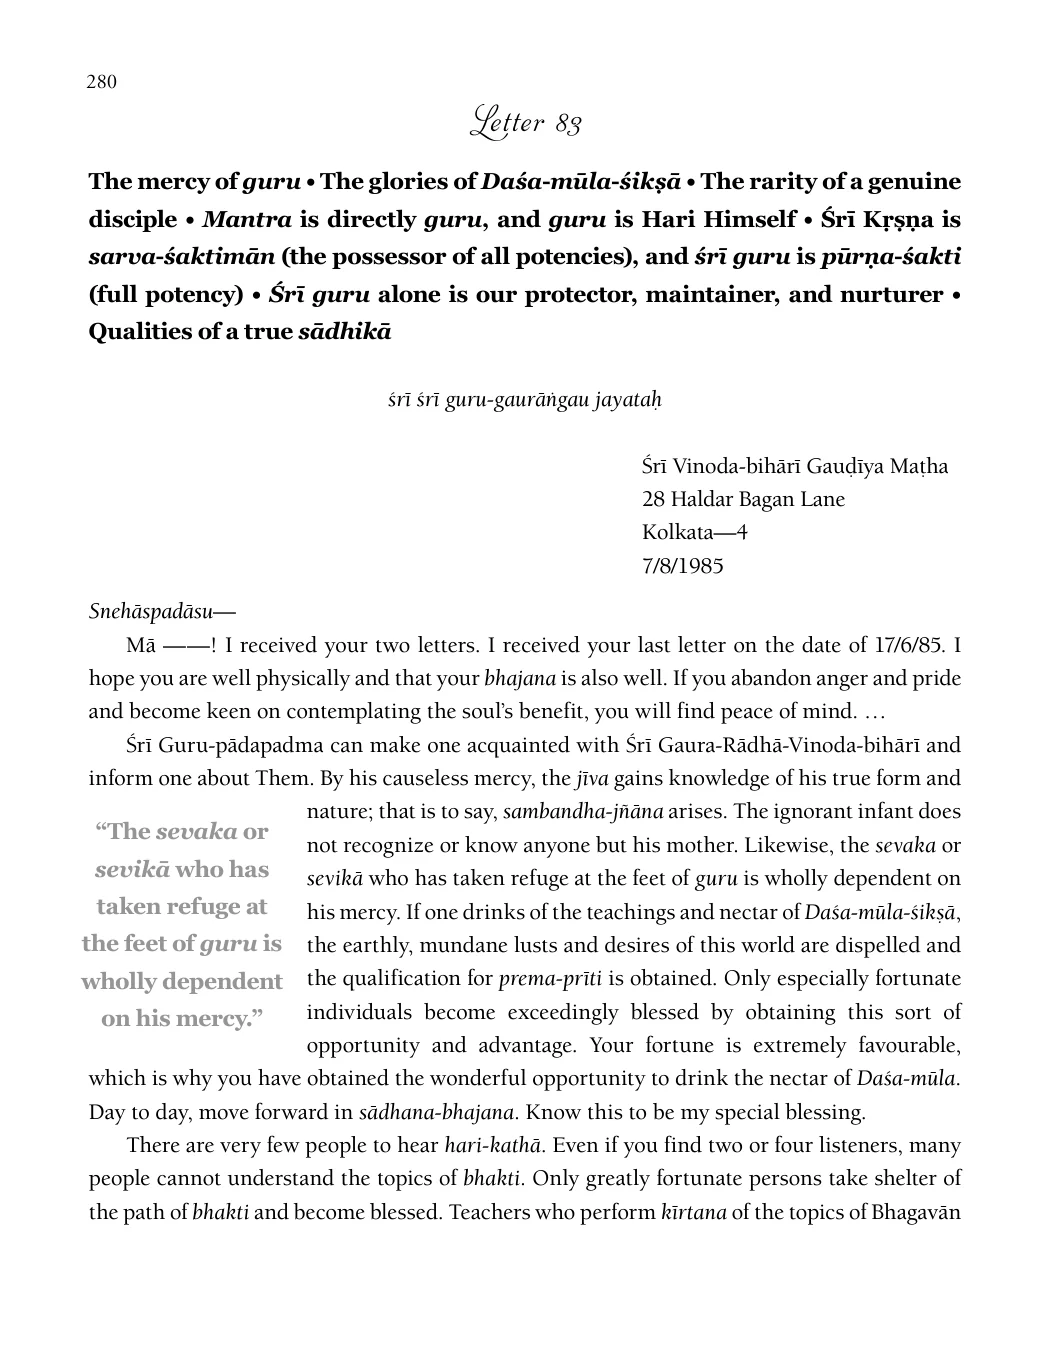 280
Letter 83
The mercy of guru • The glories of Daśa-mūla-śikṣā • The rarity of a genuine
disciple • Mantra is directly guru, and guru is Hari Himself • Śrī Kṛṣṇa is
sarva-śaktimān (the possessor of all potencies), and śrī guru is pūrṇa-śakti
(full potency) • Śrī guru alone is our protector, maintainer, and nurturer •
Qualities of a true sādhikā
śrī śrī guru-gaurāṅgau jayataḥ
Śrī Vinoda-bihārī Gauḍīya Maṭha
28 Haldar Bagan Lane
Kolkata—4
7/8/1985
Snehāspadāsu—
Mā ——! I received your two letters. I received your last letter on the date of 17/6/85. I
hope you are well physically and that your bhajana is also well. If you abandon anger and pride
and become keen on contemplating the soul’s benefit, you will find peace of mind. …
Śrī Guru-pādapadma can make one acquainted with Śrī Gaura-Rādhā-Vinoda-bihārī and
inform one about Them. By his causeless mercy, the jīva gains knowledge of his true form and
nature; that is to say, sambandha-jñāna arises. The ignorant infant does
not recognize or know anyone but his mother. Likewise, the sevaka or
sevikā who has taken refuge at the feet of guru is wholly dependent on
his mercy. If one drinks of the teachings and nectar of Daśa-mūla-śikṣā,
the earthly, mundane lusts and desires of this world are dispelled and
the qualification for prema-prīti is obtained. Only especially fortunate
individuals become exceedingly blessed by obtaining this sort of
opportunity and advantage. Your fortune is extremely favourable,
“The sevaka or
sevikā who has
taken refuge at
the feet of guru is
wholly dependent
on his mercy.”
which is why you have obtained the wonderful opportunity to drink the nectar of Daśa-mūla.
Day to day, move forward in sādhana-bhajana. Know this to be my special blessing.
There are very few people to hear hari-kathā. Even if you find two or four listeners, many
people cannot understand the topics of bhakti. Only greatly fortunate persons take shelter of
the path of bhakti and become blessed. Teachers who perform kīrtana of the topics of Bhagavān